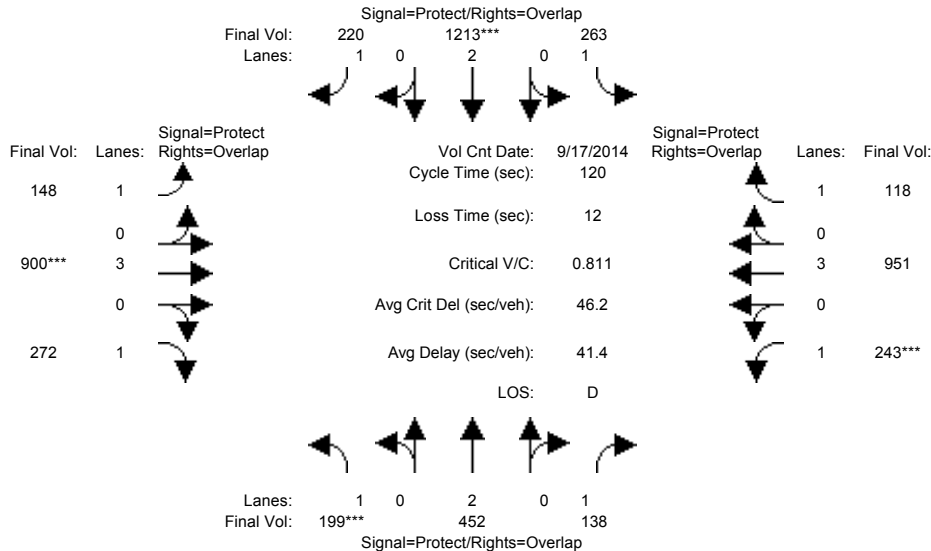 Signal=Protect/Rights=Overlap
Final Vol: 220 1213*** 263
Lanes: 1 0 2 0 1
Signal=Protect
Final Vol: Lanes: Rights=Overlap
Vol Cnt Date: 9/17/2014
Signal=Protect
Rights=Overlap Lanes: Final Vol:
Cycle Time (sec): 120
148 1
1 118
Loss Time (sec): 12
0
0
900*** 3
Critical V/C: 0.811
3 951
0
Avg Crit Del (sec/veh): 46.2
0
272 1
Avg Delay (sec/veh): 41.4
1 243***
LOS: D
Lanes: 1 0 2 0 1
Final Vol: 199*** 452 138
Signal=Protect/Rights=Overlap